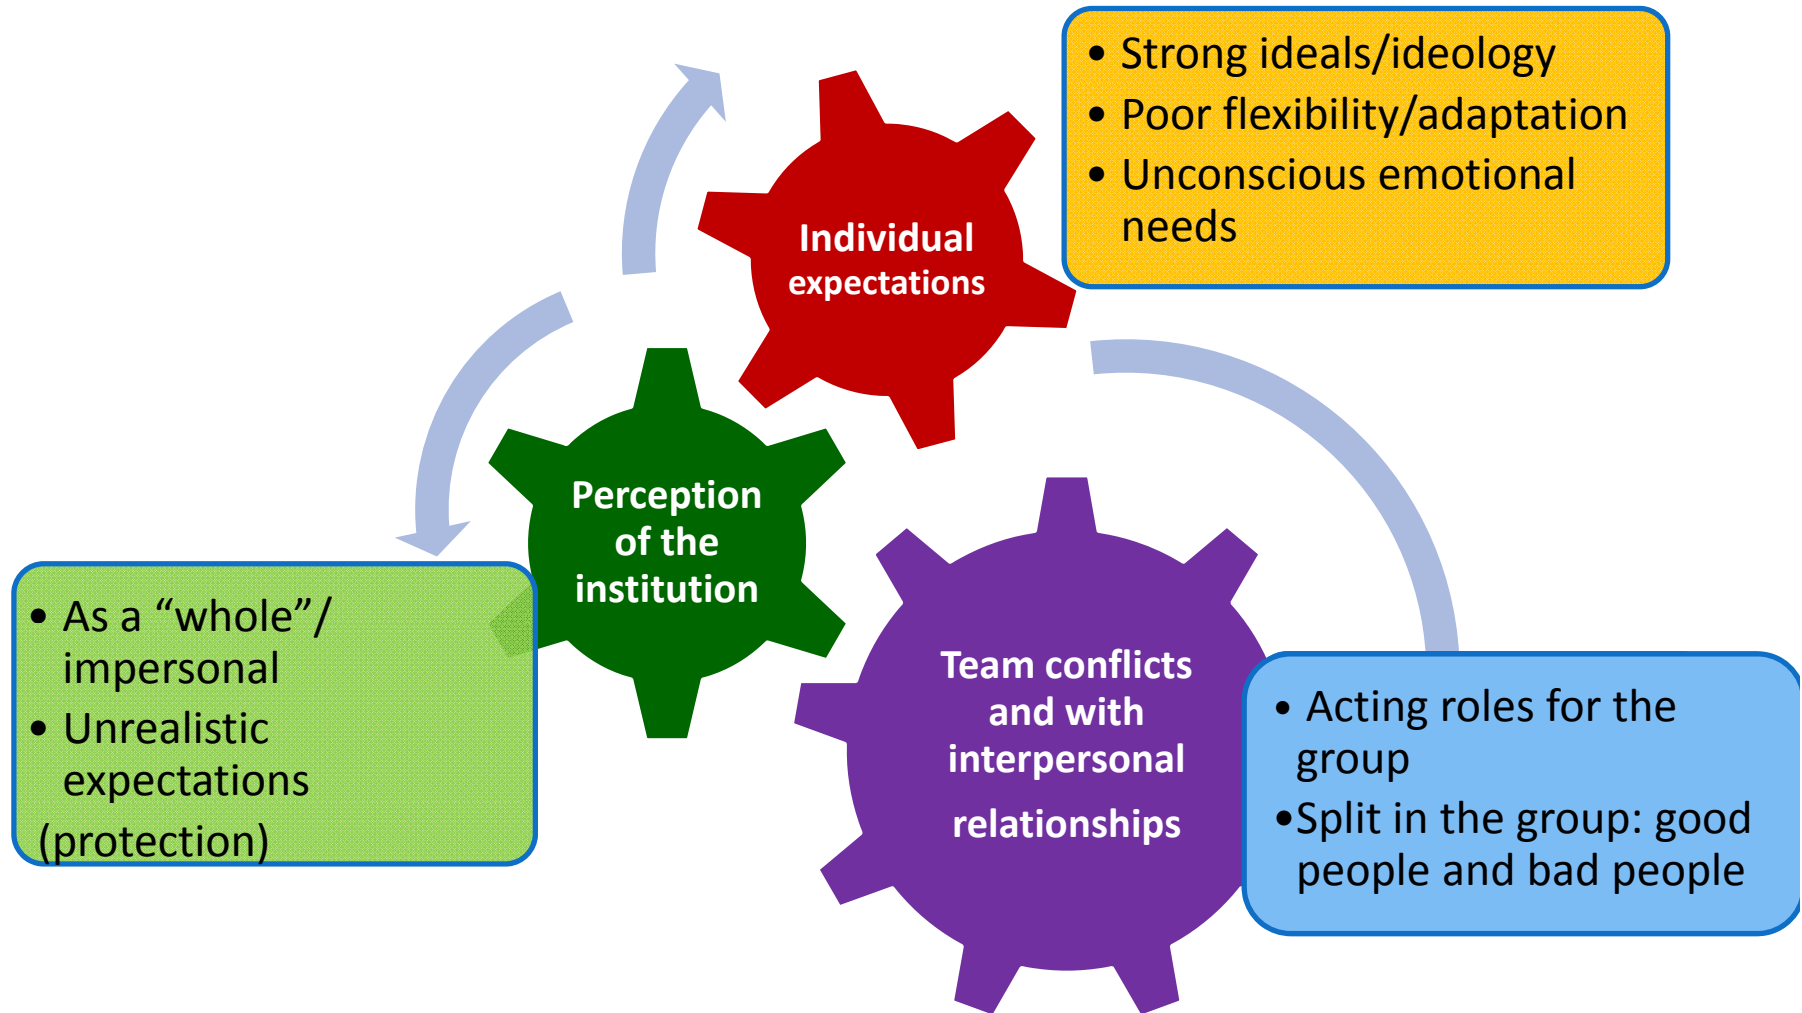 • Strong ideals/ideology
• Poor flexibility/adaptation
• Unconscious emotional
needs
Individual
expectations
Perception
of the
institution
• As a “whole”/
impersonal
• Unrealistic
expectations
(protection)
Team conflicts
and with
interpersonal
relationships
• Acting roles for the
group
•Split in the group: good
people and bad people